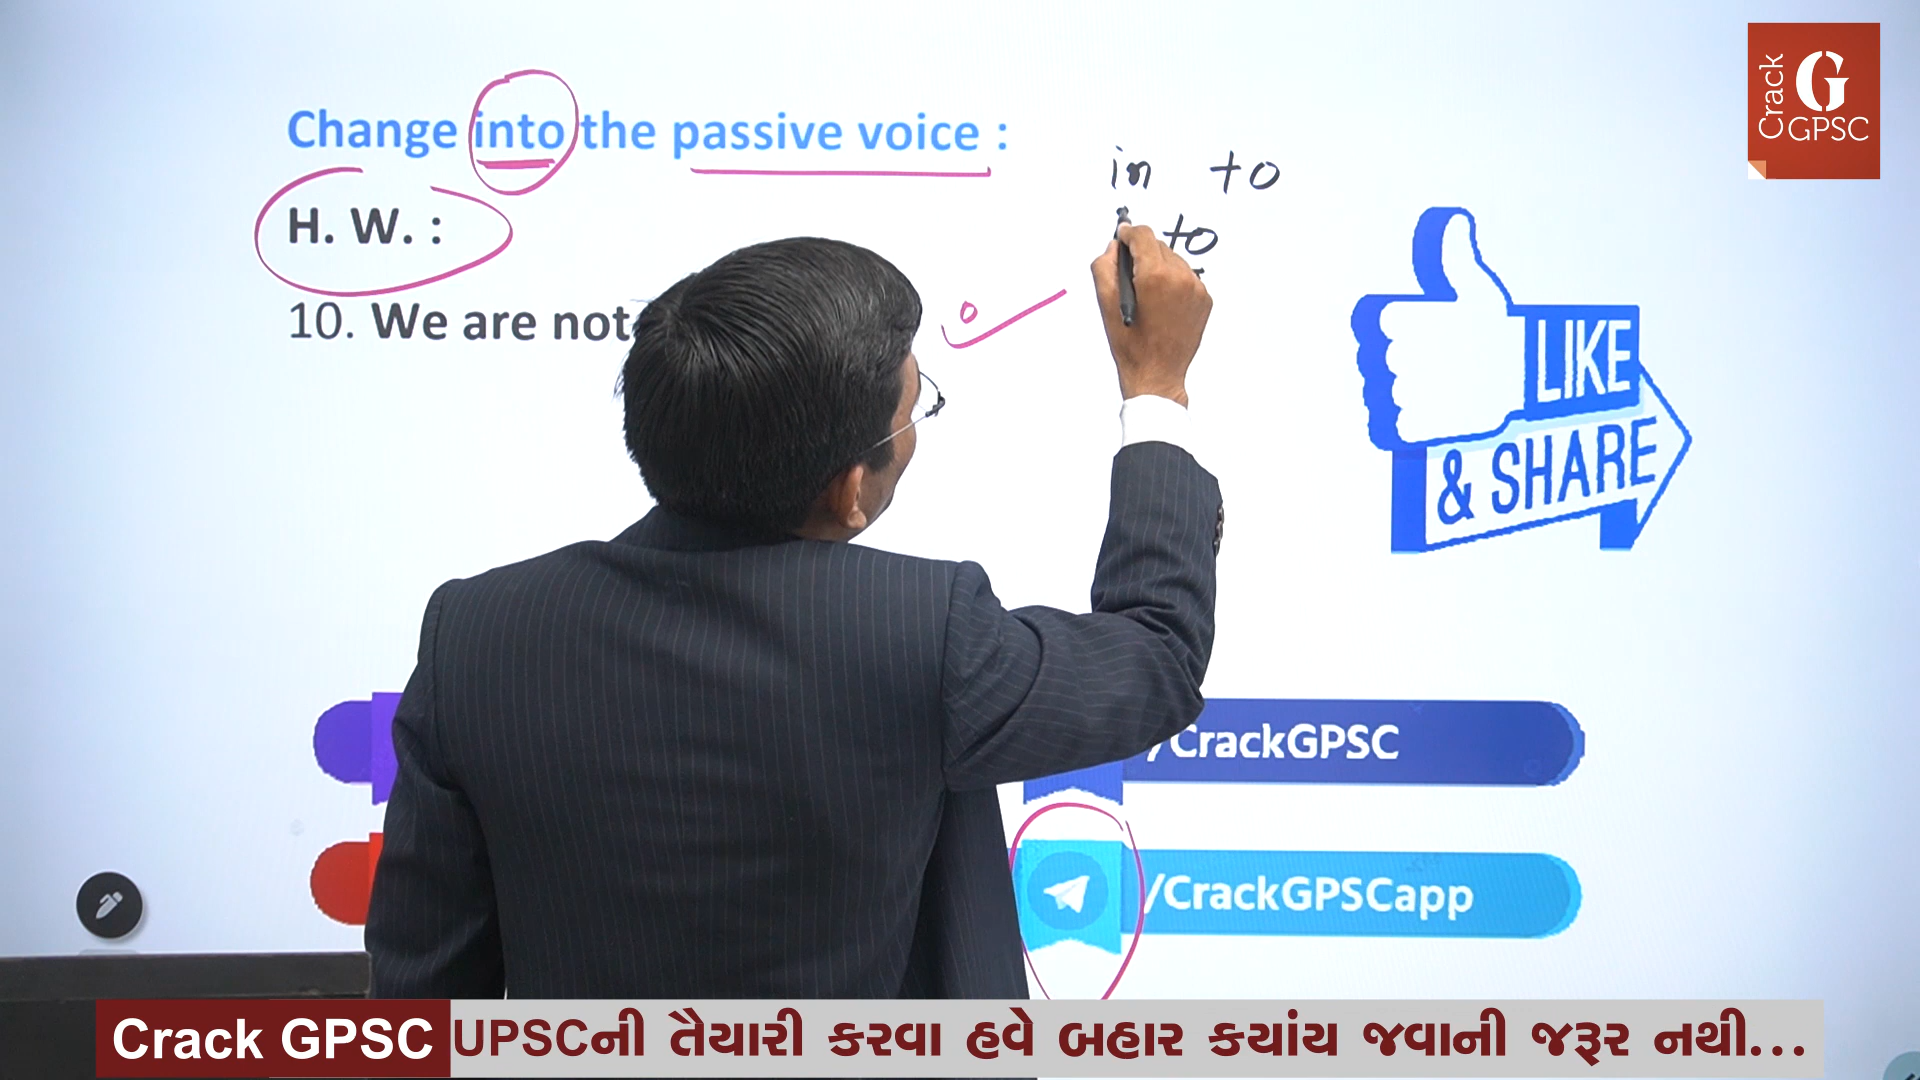 Change into the passive voice :
H. W. :
10. We are not
in to
to
LIKE
& SHARE
/CrackGPSC
/CrackGPSCapp
Crack GPSC
Crack GPSC UPSCની તૈયારી કરવા હવે બહાર કયાંય જવાની જરૂર નથી...